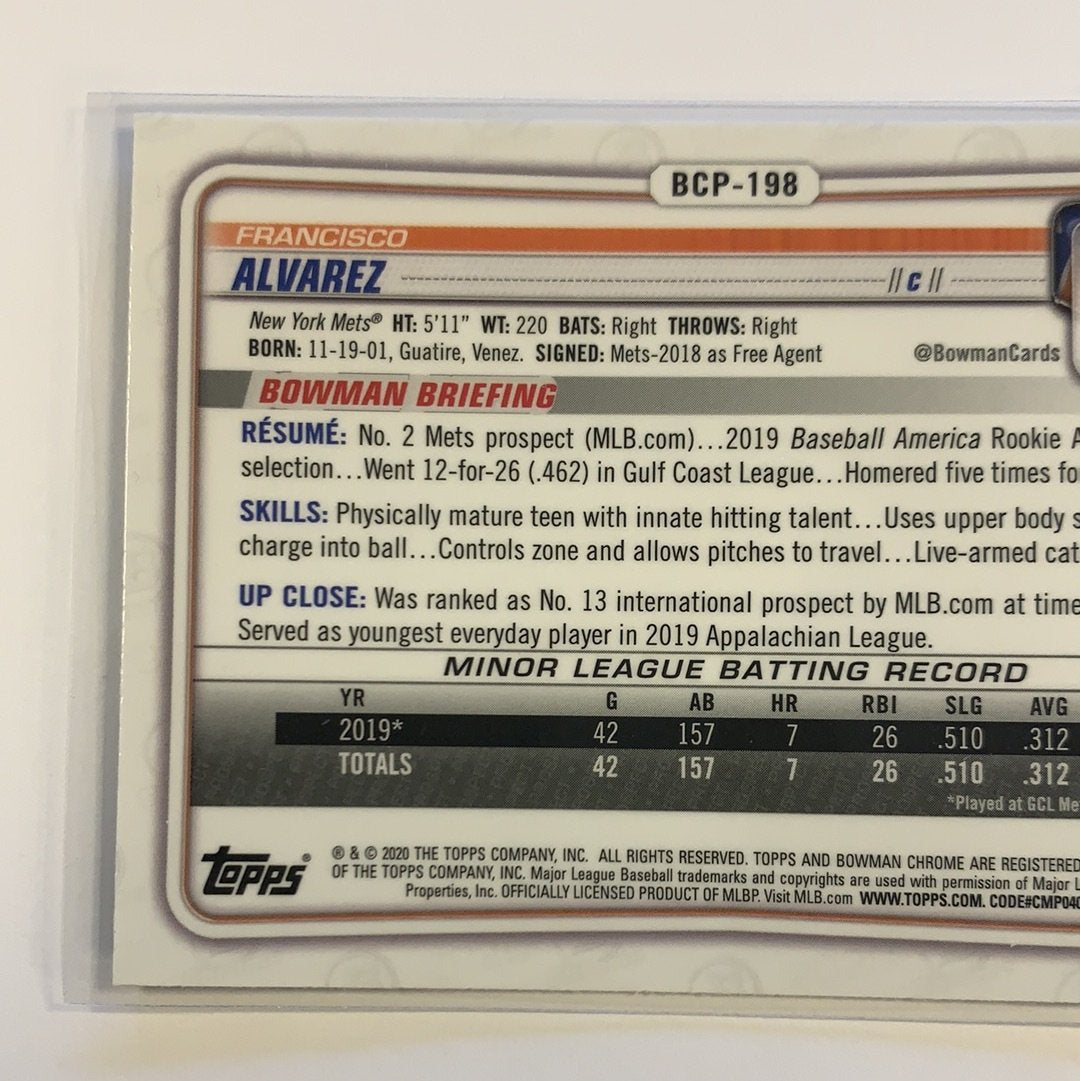 BCP-198
FRANCISCO
ALVAREZ // C //
New York Mets® HT: 5'11" WT: 220 BATS: Right THROWS: Right
BORN: 11-19-01, Guatire, Venez. SIGNED: Mets-2018 as Free Agent @BowmanCards
BOWMAN BRIEFING
RÉSUMÉ: No. 2 Mets prospect (MLB.com)...2019 Baseball America Rookie
selection...Went 12-for-26 (.462) in Gulf Coast League...Homered five times
SKILLS: Physically mature teen with innate hitting talent...Uses upper body
charge into ball...Controls zone and allows pitches to travel...Live-armed
UP CLOSE: Was ranked as No. 13 international prospect by MLB.com at time
Served as youngest everyday player in 2019 Appalachian League.
MINOR LEAGUE BATTING RECORD
YR G AB HR RBI SLG AVG
2019* 42 157 7 26 .510 .312
TOTALS 42 157 7 26 .510 .312
*Played at GCL
Topps®
® & © 2020 THE TOPPS COMPANY, INC. ALL RIGHTS RESERVED. TOPPS AND BOWMAN CHROME ARE REGISTERED
OF THE TOPPS COMPANY, INC. Major League Baseball trademarks and copyrights are used with permission of Major
Properties, Inc. OFFICIALLY LICENSED PRODUCT OF MLBP. Visit MLB.com WWW.TOPPS.COM. CODE#CMP040